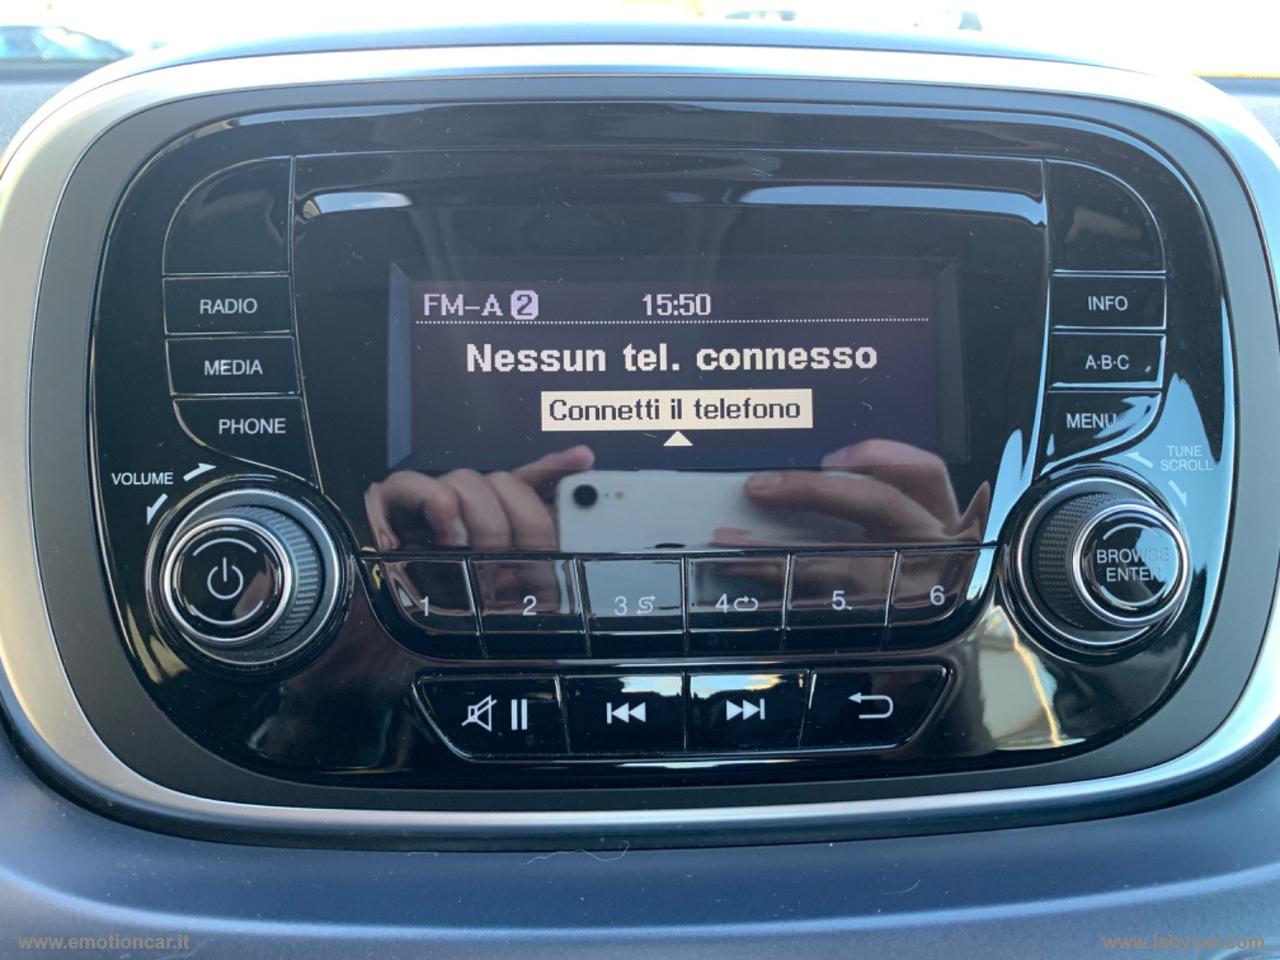 FM-A 2 15:50
Nessun tel. connesso
Connetti il telefono
RADIO
MEDIA
PHONE
VOLUME
INFO
A·B·C
MENU
TUNE
SCROLL
BROWSE
ENTER
1 2 3 4 5 6
www.emotioncar.it
www.labycar.com